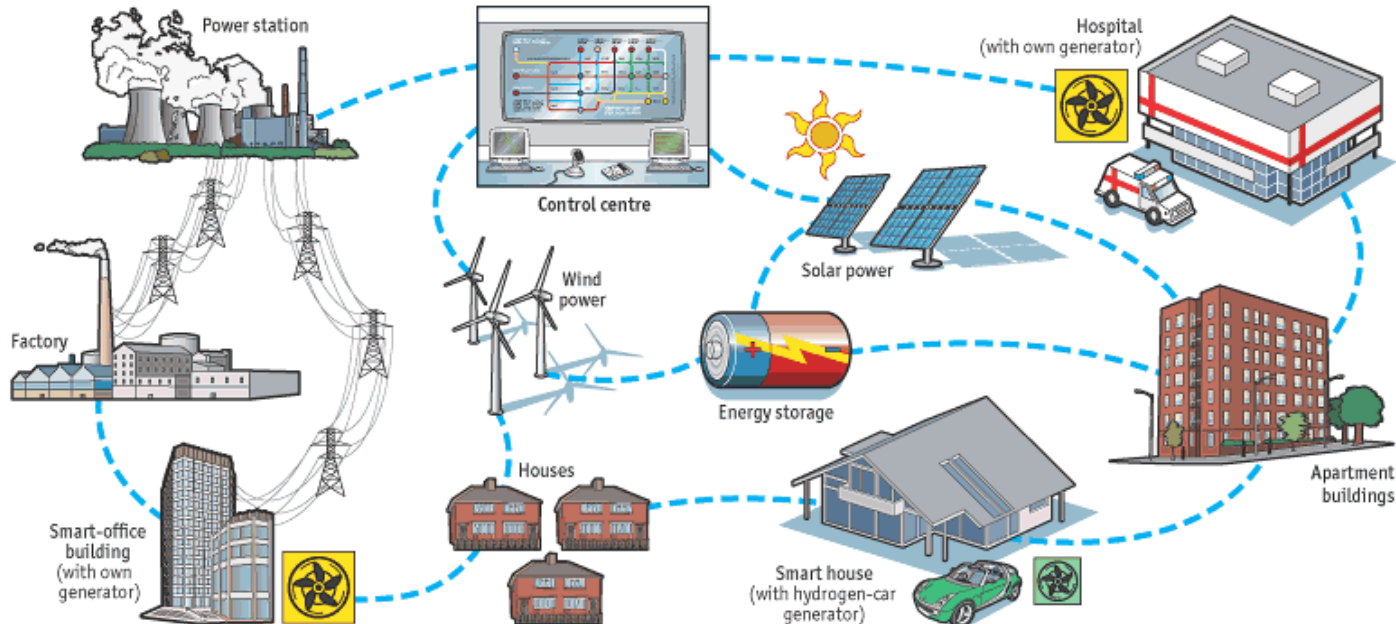 Power station
Hospital
(with own generator)
Control centre
Solar power
Wind
power
Factory
Energy storage
Houses
Apartment
buildings
Smart-office
building
(with own
generator)
Smart house
(with hydrogen-car
generator)